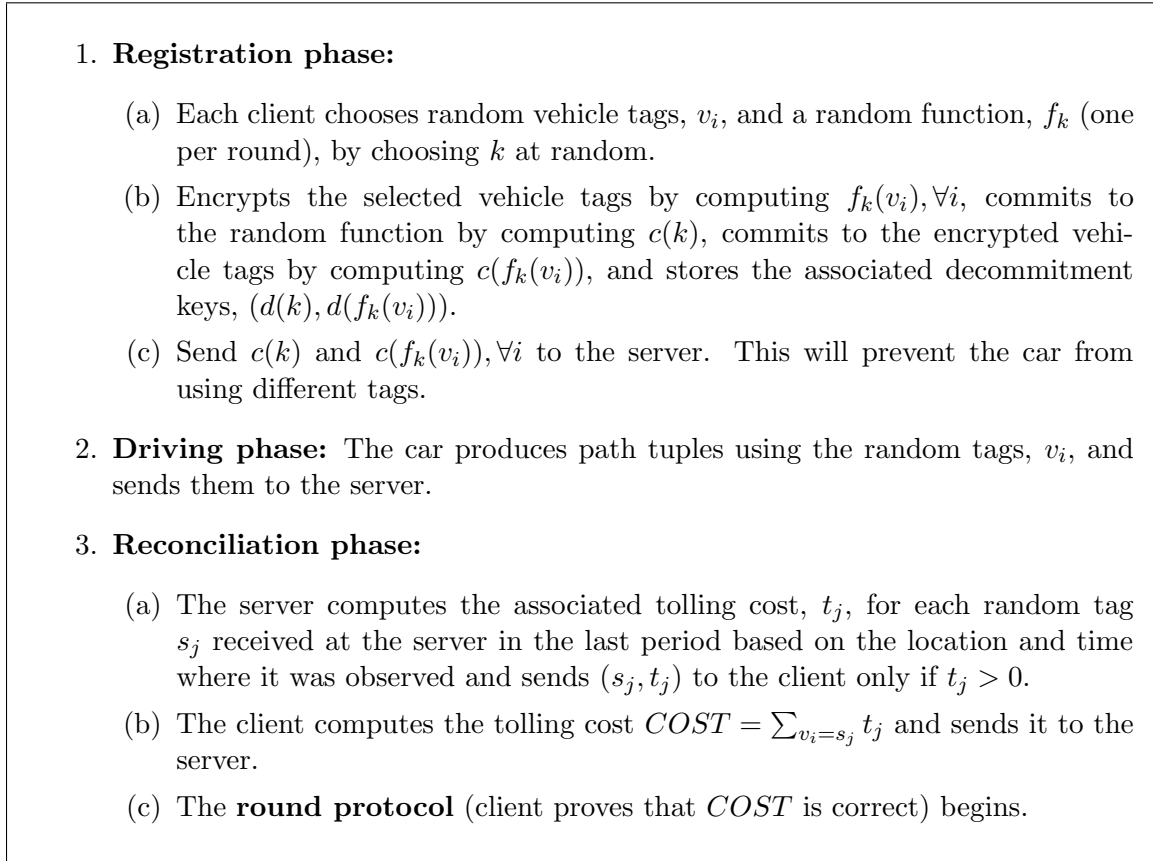 1. Registration phase:
(a) Each client chooses random vehicle tags, v_i, and a random function, f_k (one
per round), by choosing k at random.
(b) Encrypts the selected vehicle tags by computing f_k(v_i), ∀i, commits to
the random function by computing c(k), commits to the encrypted vehi-
cle tags by computing c(f_k(v_i)), and stores the associated decommitment
keys, (d(k), d(f_k(v_i))).
(c) Send c(k) and c(f_k(v_i)), ∀i to the server. This will prevent the car from
using different tags.
2. Driving phase: The car produces path tuples using the random tags, v_i, and
sends them to the server.
3. Reconciliation phase:
(a) The server computes the associated tolling cost, t_j, for each random tag
s_j received at the server in the last period based on the location and time
where it was observed and sends (s_j, t_j) to the client only if t_j > 0.
(b) The client computes the tolling cost COST = ∑_{v_i=s_j} t_j and sends it to the
server.
(c) The round protocol (client proves that COST is correct) begins.